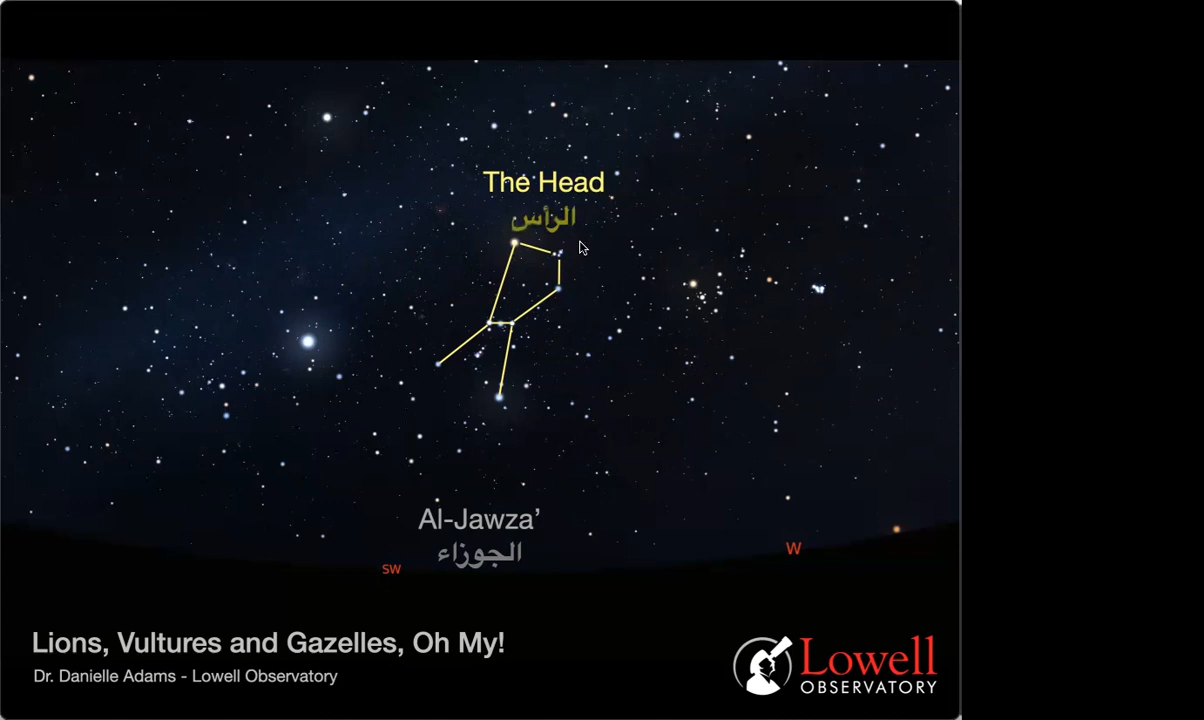 The Head
الرأس
Al-Jawza’
الجوزاء
SW
W
Lions, Vultures and Gazelles, Oh My!
Dr. Danielle Adams - Lowell Observatory
Lowell
OBSERVATORY